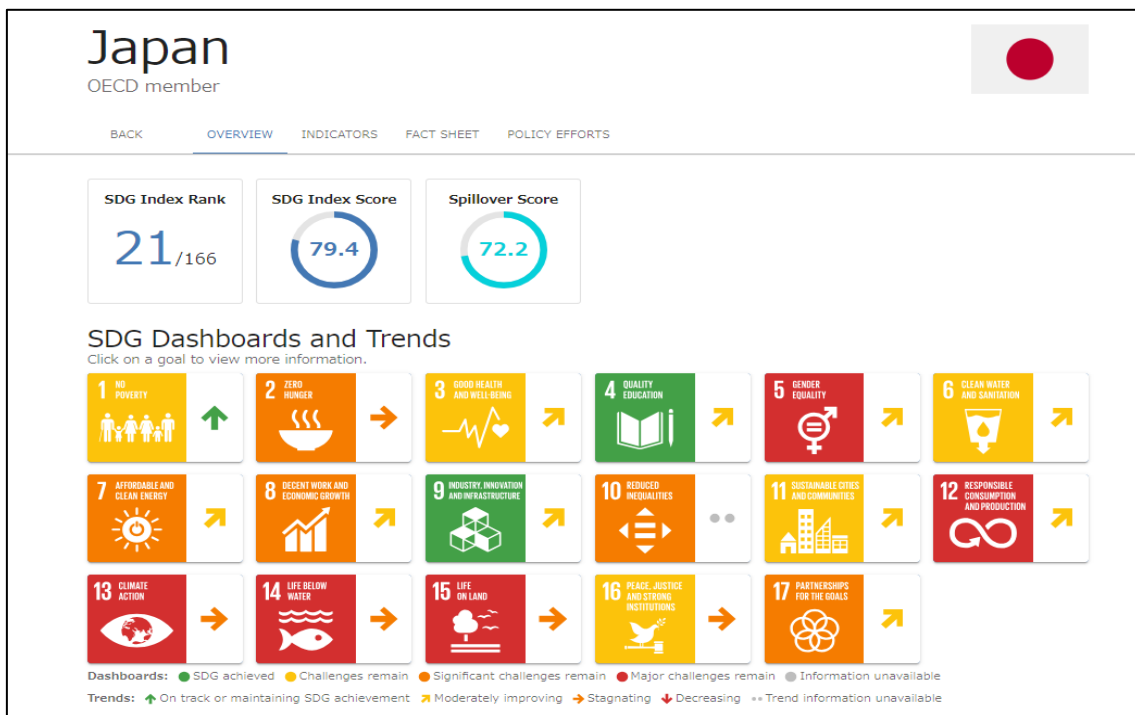 Japan
OECD member
BACK OVERVIEW INDICATORS FACT SHEET POLICY EFFORTS
SDG Index Rank
21/166
SDG Index Score
79.4
Spillover Score
72.2
SDG Dashboards and Trends
Click on a goal to view more information.
1 NO
POVERTY
2 ZERO
HUNGER
3 GOOD HEALTH
AND WELL-BEING
4 QUALITY
EDUCATION
5 GENDER
EQUALITY
6 CLEAN WATER
AND SANITATION
7 AFFORDABLE AND
CLEAN ENERGY
8 DECENT WORK AND
ECONOMIC GROWTH
9 INDUSTRY, INNOVATION
AND INFRASTRUCTURE
10 REDUCED
INEQUALITIES
11 SUSTAINABLE CITIES
AND COMMUNITIES
12 RESPONSIBLE
CONSUMPTION
AND PRODUCTION
13 CLIMATE
ACTION
14 LIFE BELOW
WATER
15 LIFE
ON LAND
16 PEACE, JUSTICE
AND STRONG
INSTITUTIONS
17 PARTNERSHIPS
FOR THE GOALS
Dashboards: SDG achieved Challenges remain Significant challenges remain Major challenges remain Information unavailable
Trends: On track or maintaining SDG achievement Moderately improving Stagnating Decreasing Trend information unavailable